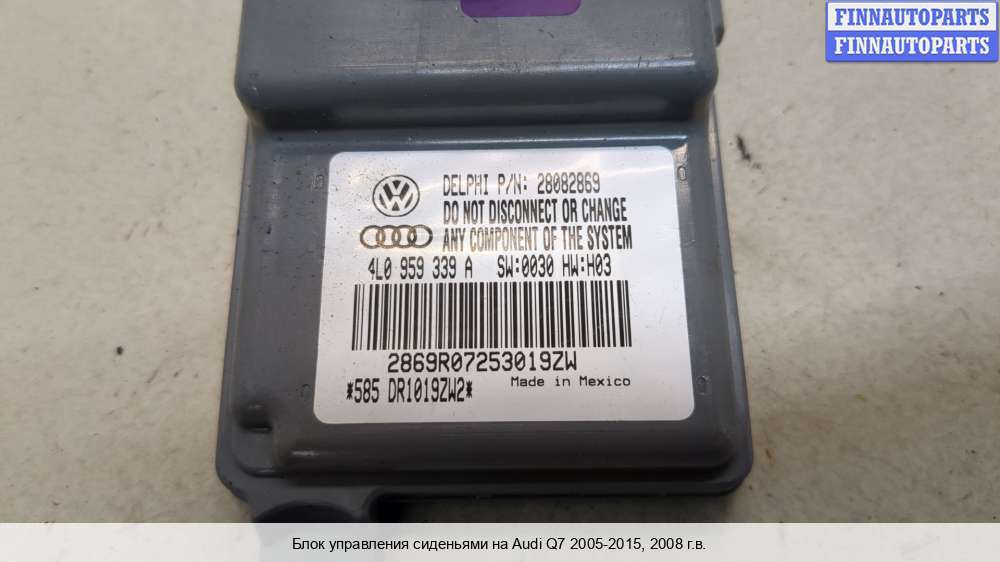 FINNAUTOPARTS
FINNAUTOPARTS
DELPHI P/N: 28082869
DO NOT DISCONNECT OR CHANGE
ANY COMPONENT OF THE SYSTEM
4L0 959 339 A SW:0030 HW:H03
2869R07253019ZW
Made in Mexico
*585 DR1019ZW2*
Блок управления сиденьями на Audi Q7 2005-2015, 2008 г.в.